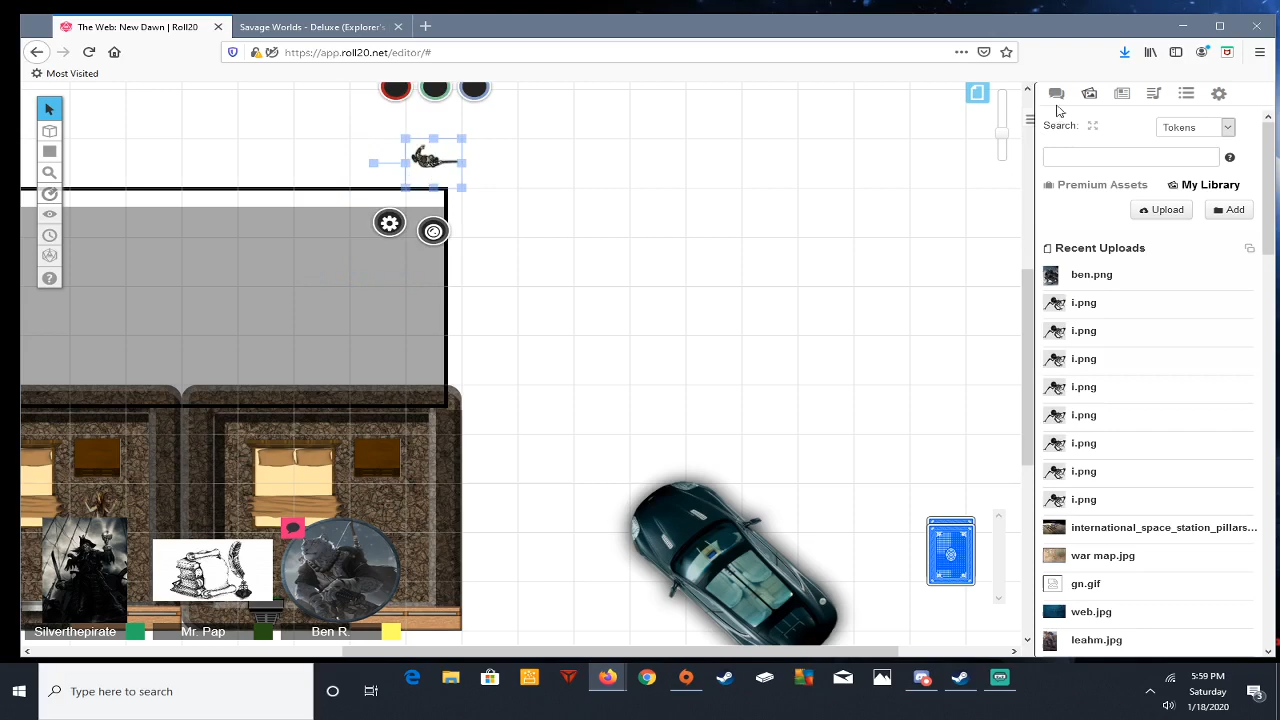 The Web: New Dawn | Roll20
Savage Worlds - Deluxe (Explorer's
https://app.roll20.net/editor/#
Most Visited
Search:
Tokens
Premium Assets
My Library
Upload
Add
Recent Uploads
ben.png
i.png
i.png
i.png
i.png
i.png
i.png
i.png
i.png
international_space_station_pillars...
war map.jpg
gn.gif
web.jpg
leahm.jpg
Silverthepirate
Mr. Pap
Ben R.
Type here to search
5:59 PM
Saturday
1/18/2020
3